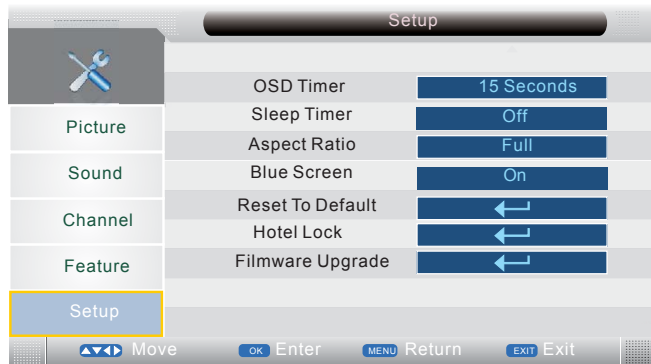 Setup
OSD Timer 15 Seconds
Sleep Timer Off
Aspect Ratio Full
Blue Screen On
Reset To Default
Hotel Lock
Filmware Upgrade
Picture
Sound
Channel
Feature
Setup
Move OK Enter MENU Return EXIT Exit